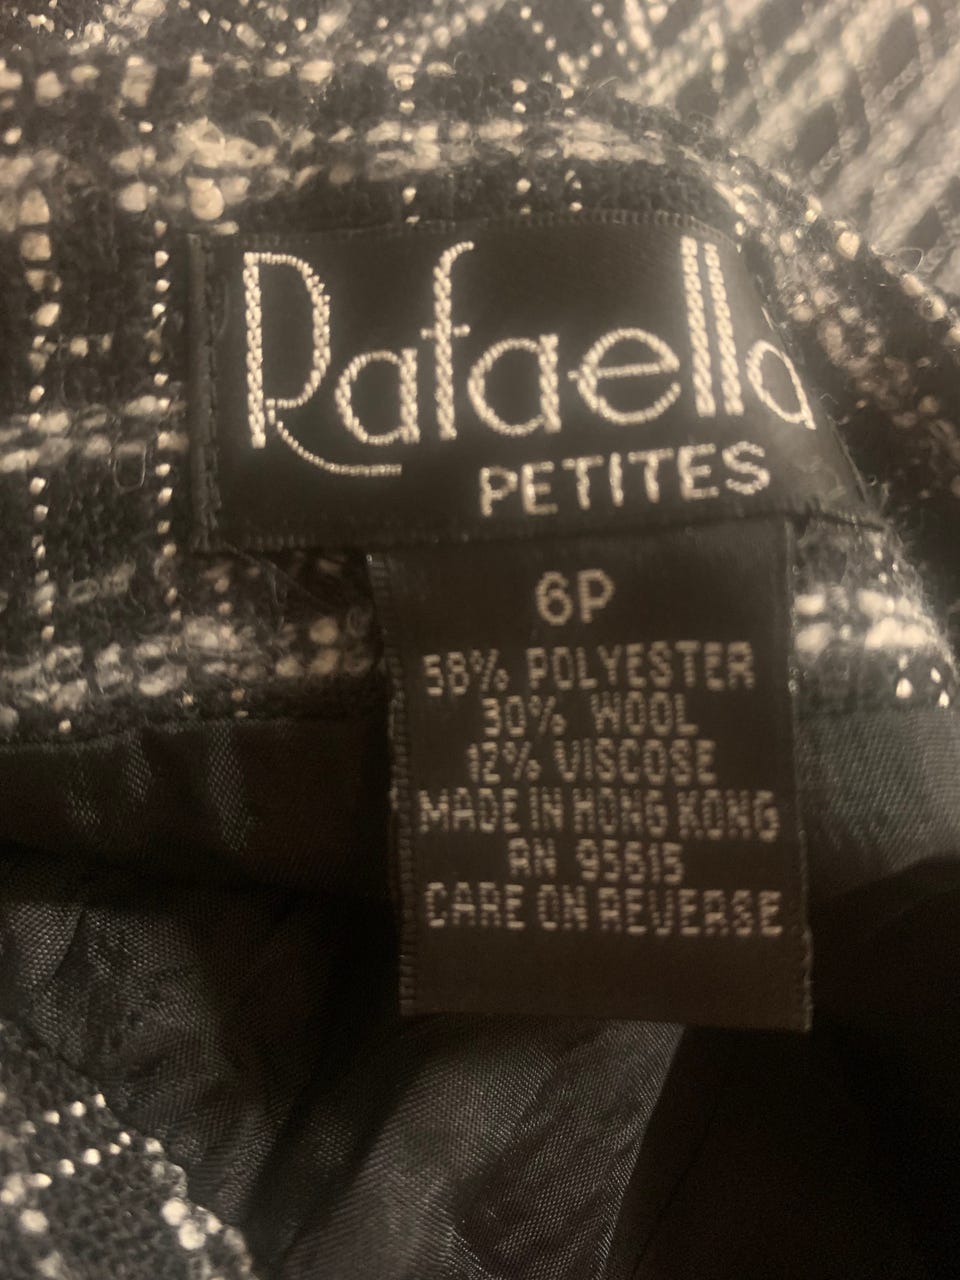 Rafaella
PETITES
6P
58% POLYESTER
30% WOOL
12% VISCOSE
MADE IN HONG KONG
RN 95615
CARE ON REVERSE